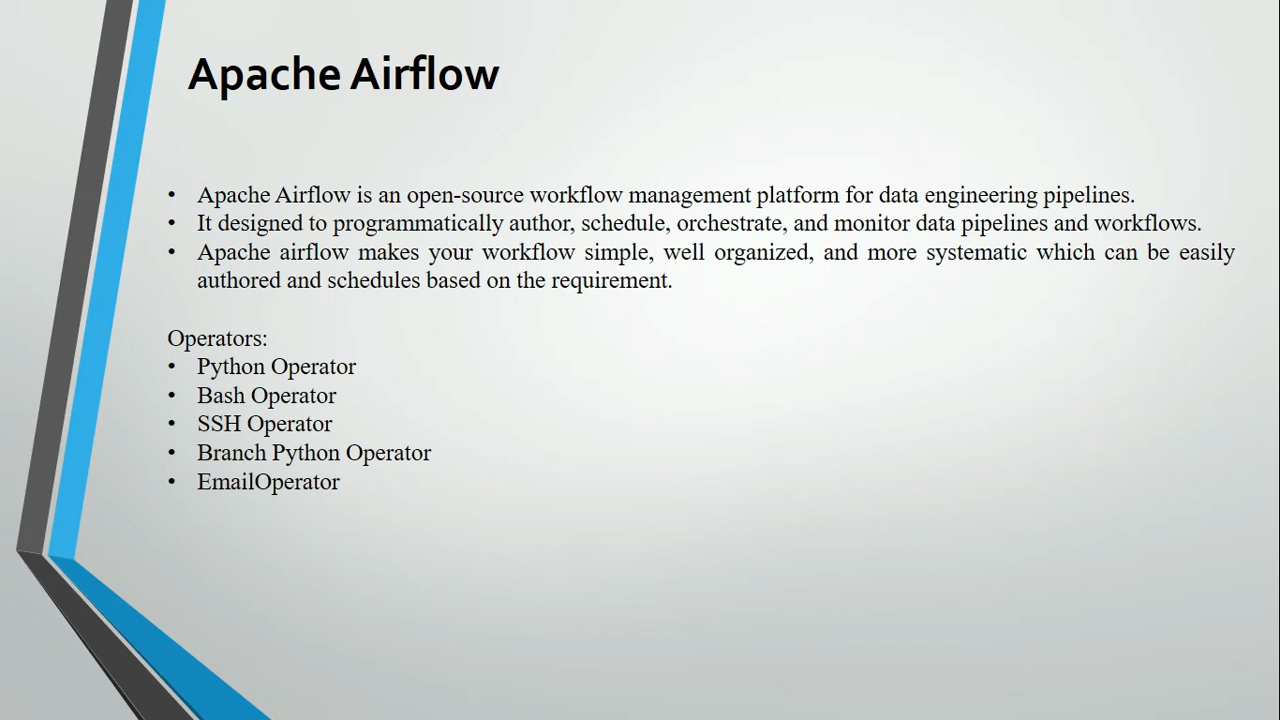 Apache Airflow
• Apache Airflow is an open-source workflow management platform for data engineering pipelines.
• It designed to programmatically author, schedule, orchestrate, and monitor data pipelines and workflows.
• Apache airflow makes your workflow simple, well organized, and more systematic which can be easily
authored and schedules based on the requirement.
Operators:
• Python Operator
• Bash Operator
• SSH Operator
• Branch Python Operator
• EmailOperator